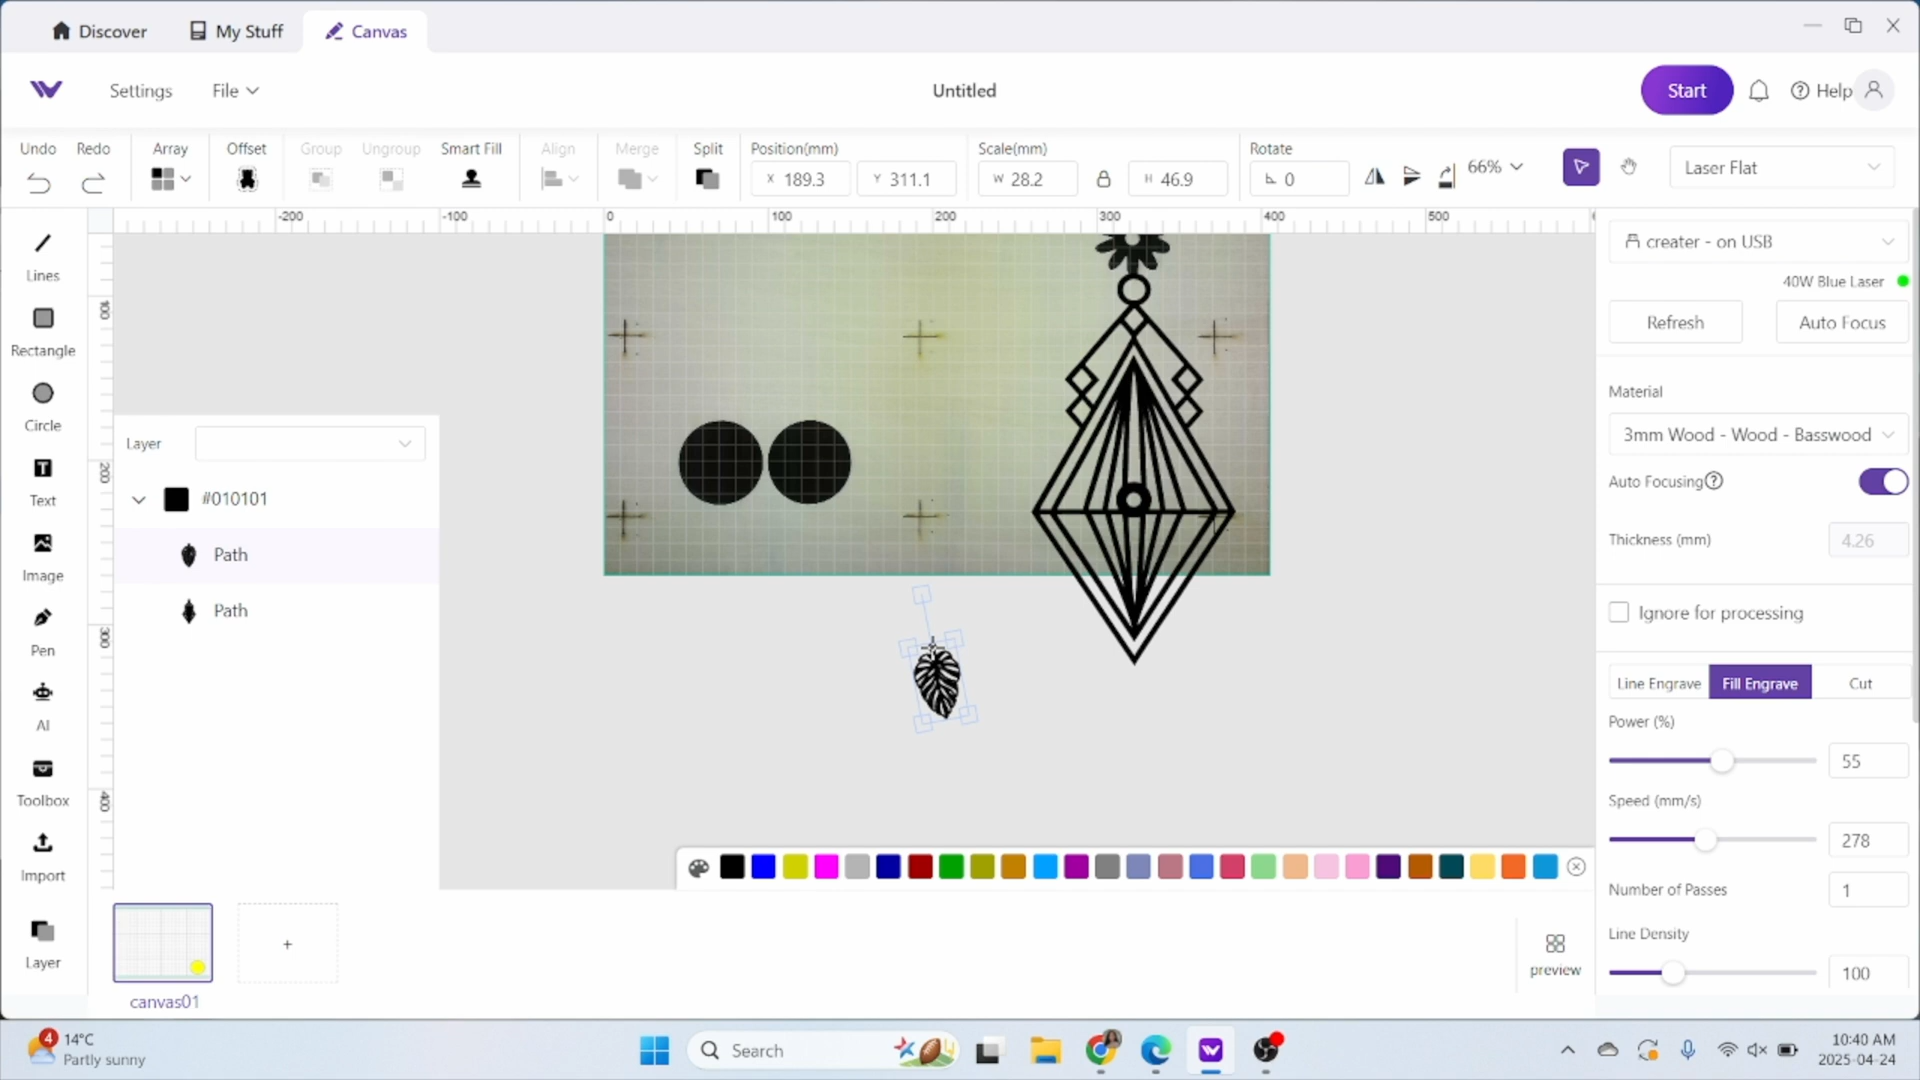 Discover
My Stuff
Canvas
Settings
File
Untitled
Start
Help
Undo
Redo
Array
Offset
Group
Ungroup
Smart Fill
Align
Merge
Split
Position(mm)
X 189.3
Y 311.1
Scale(mm)
W 28.2
H 46.9
Rotate
0
66%
Laser Flat
-200
-100
0
100
200
300
400
500
100
200
300
400
Lines
Rectangle
Circle
Text
Image
Pen
AI
Toolbox
Import
Layer
Layer
#010101
Path
Path
creater - on USB
40W Blue Laser
Refresh
Auto Focus
Material
3mm Wood - Wood - Basswood
Auto Focusing
Thickness (mm)
4.26
Ignore for processing
Line Engrave
Fill Engrave
Cut
Power (%)
55
Speed (mm/s)
278
Number of Passes
1
Line Density
100
+
canvas01
preview
4
14°C
Partly sunny
Search
10:40 AM
2025-04-24